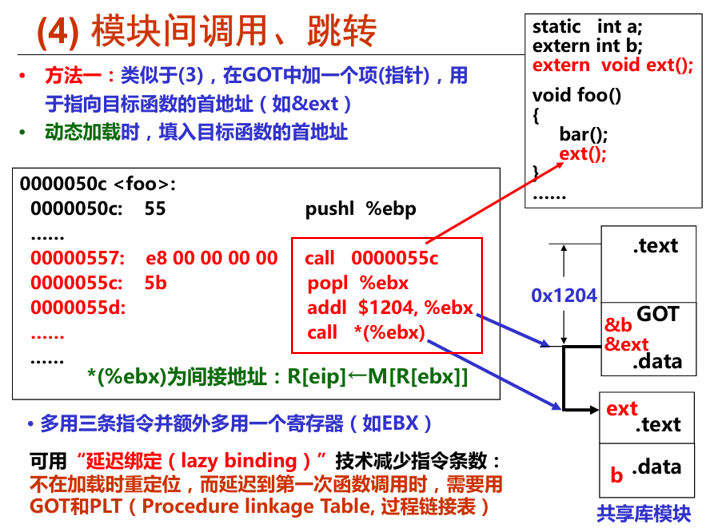 (4) 模块间调用、跳转
• 方法一：类似于(3)，在GOT中加一个项(指针)，用
于指向目标函数的首地址（如&ext）
• 动态加载时，填入目标函数的首地址
static int a;
extern int b;
extern void ext();
void foo()
{
bar();
ext();
}
……
0000050c <foo>:
0000050c: 55 pushl %ebp
……
00000557: e8 00 00 00 00 call 0000055c
0000055c: 5b popl %ebx
0000055d: addl $1204, %ebx
…… call *(%ebx)
……
*(%ebx)为间接地址：R[eip]←M[R[ebx]]
.text
0x1204
GOT
&b
&ext
.data
ext
.text
b
.data
共享库模块
• 多用三条指令并额外多用一个寄存器（如EBX）
可用“延迟绑定（lazy binding）”技术减少指令条数：
不在加载时重定位，而延迟到第一次函数调用时，需要用
GOT和PLT（Procedure linkage Table, 过程链接表）